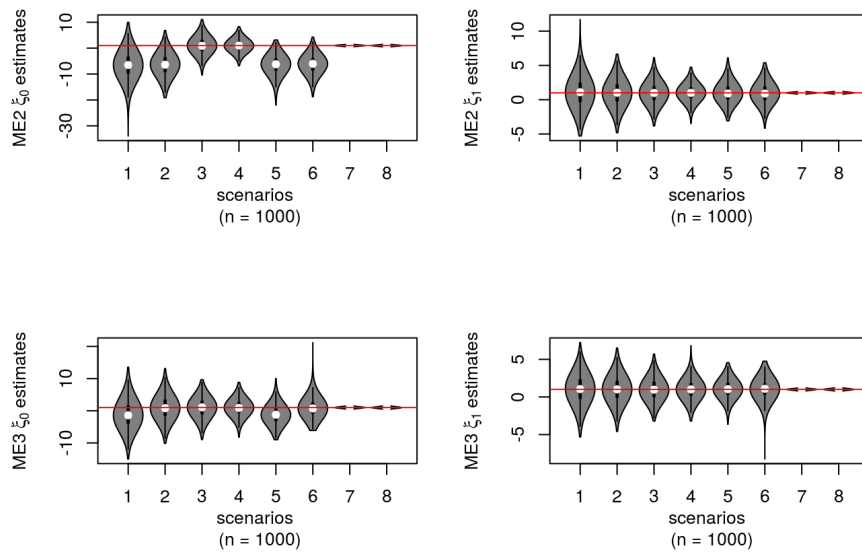 ME2 ξ0 estimates
10
-10
-30
1 2 3 4 5 6 7 8
scenarios
(n = 1000)
ME2 ξ1 estimates
10
5
0
-5
1 2 3 4 5 6 7 8
scenarios
(n = 1000)
ME3 ξ0 estimates
10
-10
1 2 3 4 5 6 7 8
scenarios
(n = 1000)
ME3 ξ1 estimates
5
0
-5
1 2 3 4 5 6 7 8
scenarios
(n = 1000)